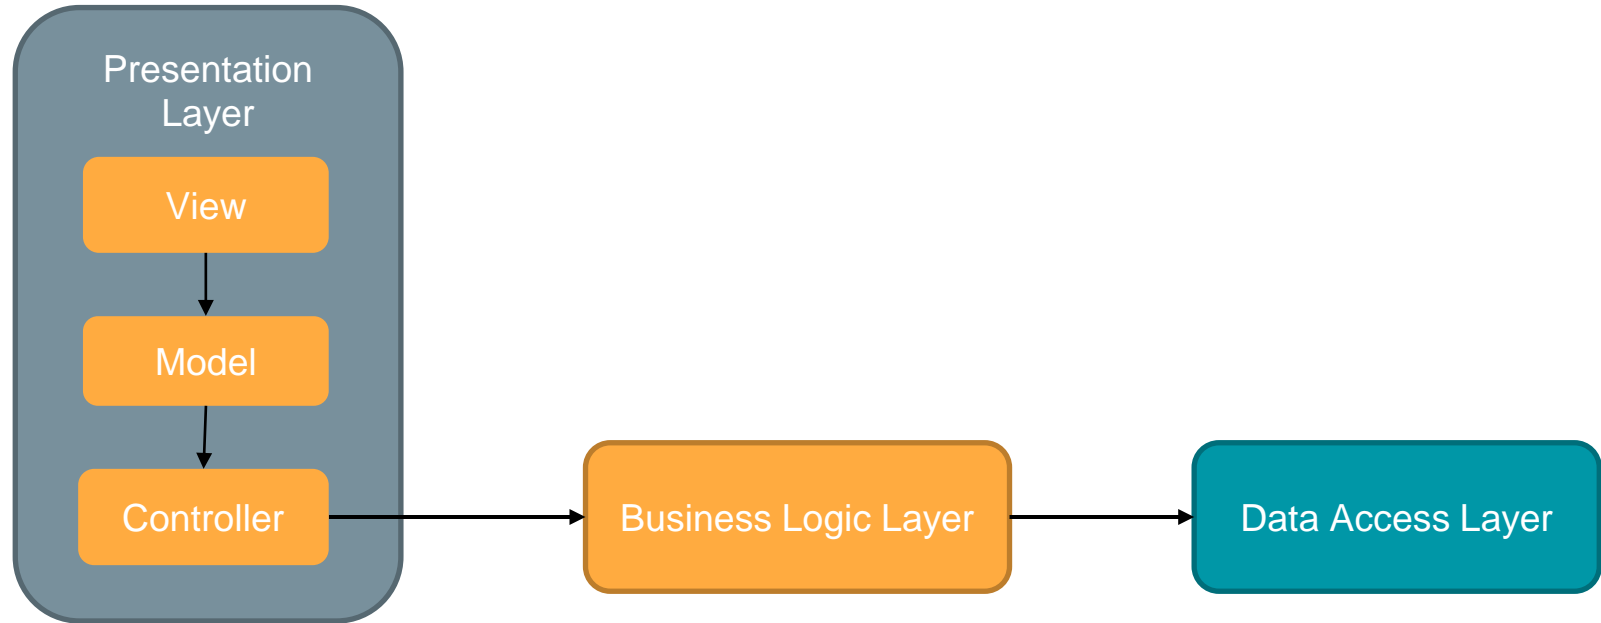 Presentation
Layer
View
Model
Controller
Business Logic Layer
Data Access Layer